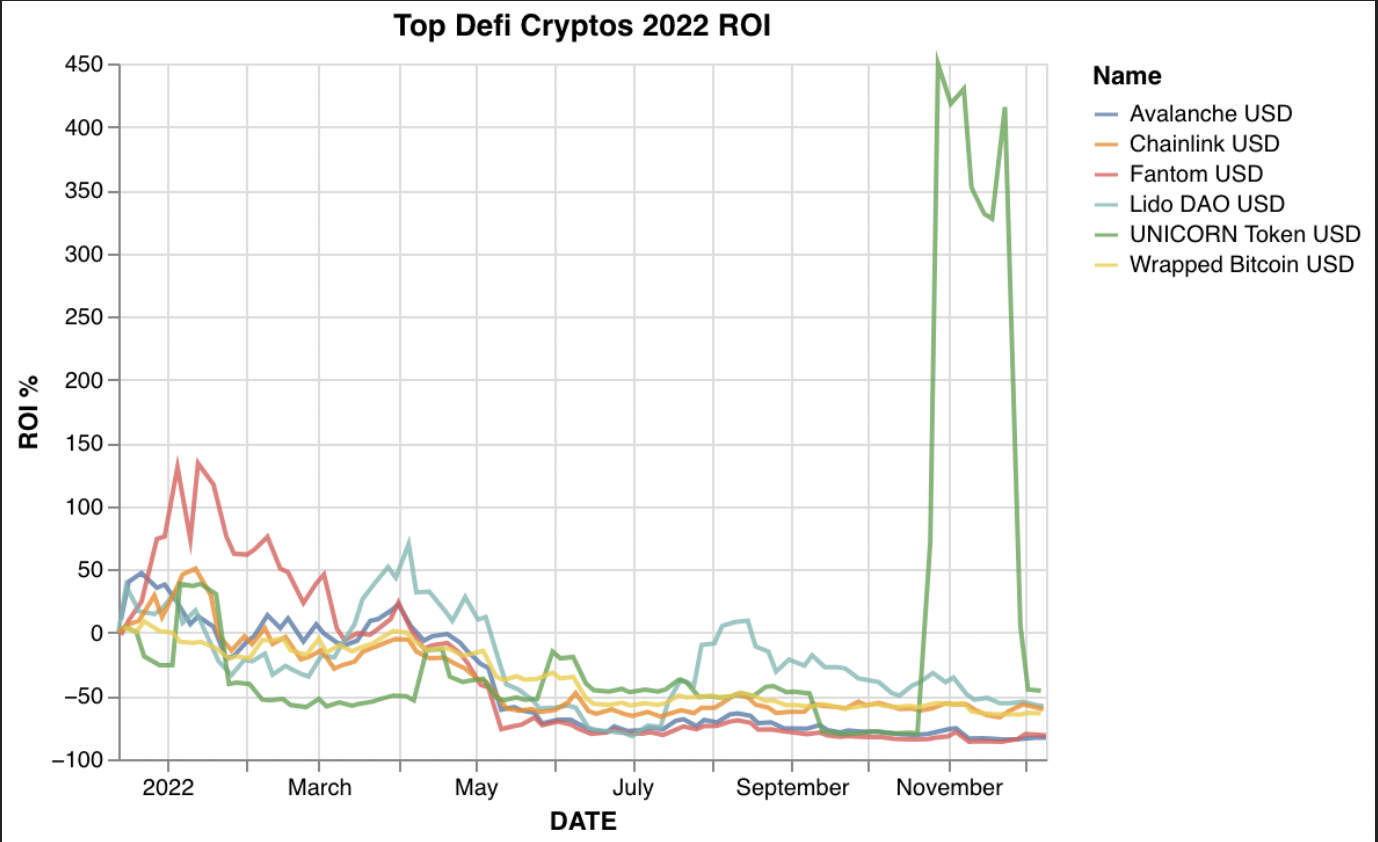 Top Defi Cryptos 2022 ROI
450
400
350
300
250
200
150
100
50
0
−50
−100
ROI %
2022 March May July September November
DATE
Name
Avalanche USD
Chainlink USD
Fantom USD
Lido DAO USD
UNICORN Token USD
Wrapped Bitcoin USD